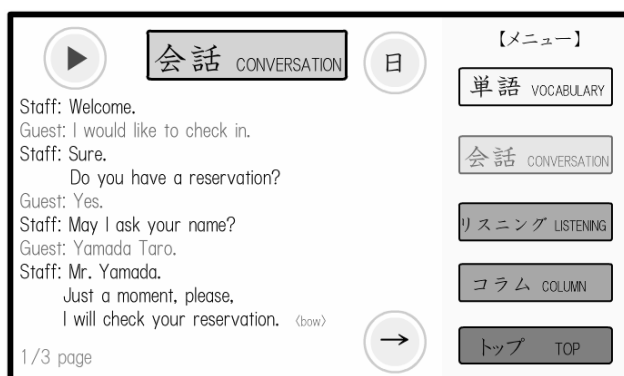 会話 CONVERSATION
日
Staff: Welcome.
Guest: I would like to check in.
Staff: Sure.
Do you have a reservation?
Guest: Yes.
Staff: May I ask your name?
Guest: Yamada Taro.
Staff: Mr. Yamada.
Just a moment, please,
I will check your reservation. 〈bow〉
→
1/3 page
【メニュー】
単語 VOCABULARY
会話 CONVERSATION
リスニング LISTENING
コラム COLUMN
トップ TOP